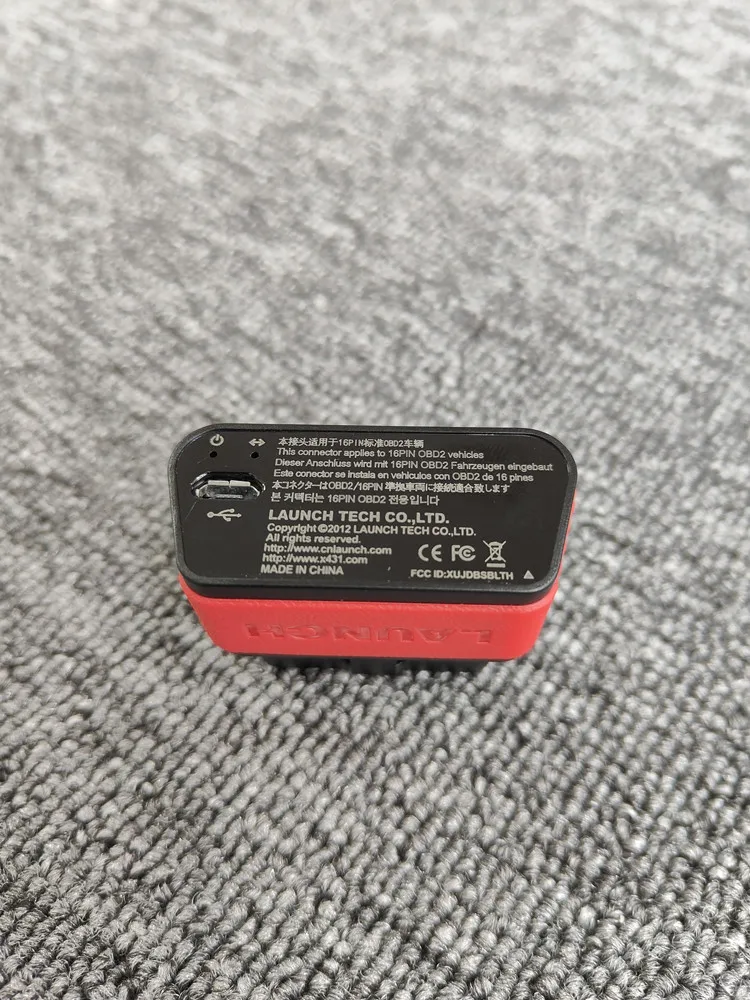 本接头适用于16PIN标准OBD2车辆
This connector applies to 16PIN OBD2 vehicles
Dieser Anschluss wird mit 16PIN OBD2 Fahrzeugen eingebaut
Este conector se instala en vehiculos con OBD2 de 16 pines
本コネクターはOBD2/16PIN 準拠車両に接続適合致します
본 커넥터는 16PIN OBD2 전용입니다
LAUNCH TECH CO.,LTD.
Copyright©2012 LAUNCH TECH CO.,LTD.
All rights reserved.
http://www.cnlaunch.com
http://www.x431.com
MADE IN CHINA
CE FC
FCC ID:XUJDBSBLTH
LAUNCH